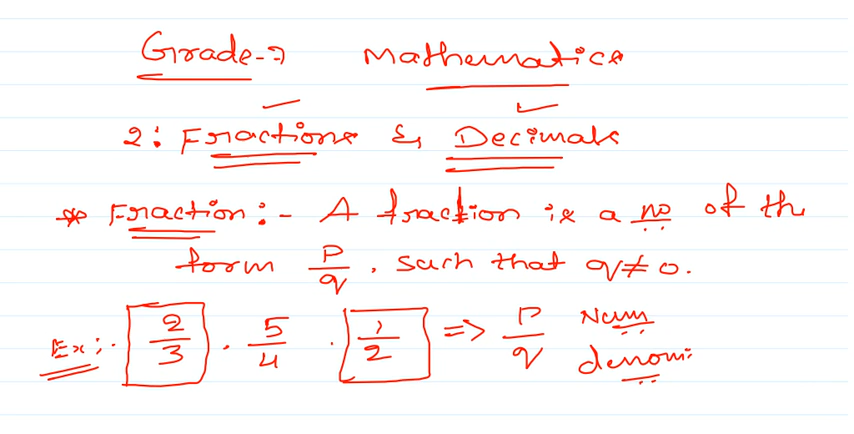 Grade-7 Mathematics
2: Fractions & Decimals
* Fraction:- A fraction is a no of the
form p/q, such that q≠0.
Ex:. 2/3 . 5/4 . 1/2 => p/q Num denomi